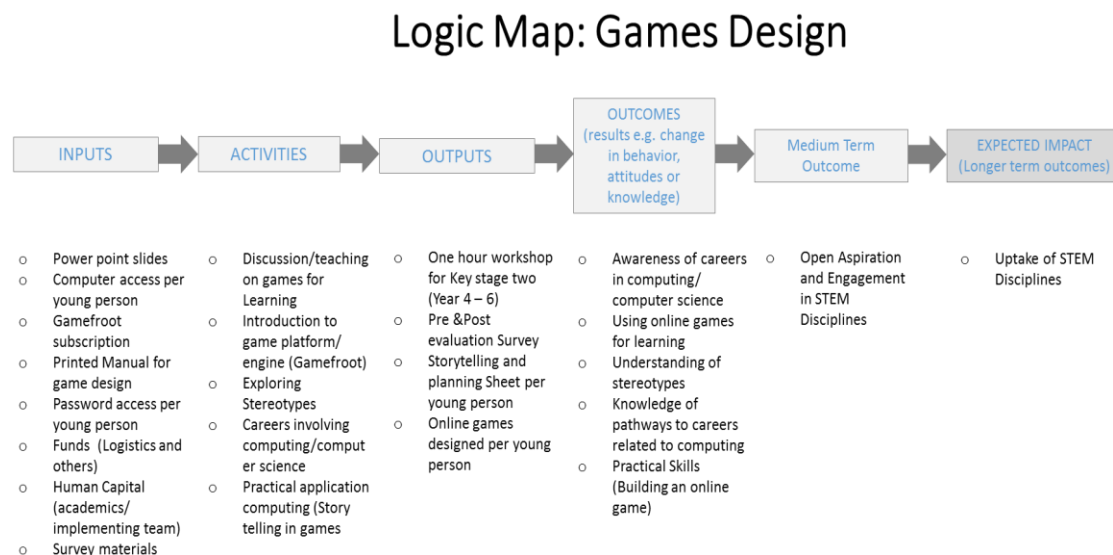 Logic Map: Games Design
INPUTS
ACTIVITIES
OUTPUTS
OUTCOMES
(results e.g. change
in behavior,
attitudes or
knowledge)
Medium Term
Outcome
EXPECTED IMPACT
(Longer term outcomes)
o Power point slides
o Computer access per
young person
o Gamefroot
subscription
o Printed Manual for
game design
o Password access per
young person
o Funds (Logistics and
others)
o Human Capital
(academics/
implementing team)
o Survey materials
o Discussion/teaching
on games for
Learning
o Introduction to
game platform/
engine (Gamefroot)
o Exploring
Stereotypes
o Careers involving
computing/comput
er science
o Practical application
computing (Story
telling in games
o One hour workshop
for Key stage two
(Year 4 – 6)
o Pre &Post
evaluation Survey
o Storytelling and
planning Sheet per
young person
o Online games
designed per young
person
o Awareness of careers
in computing/
computer science
o Using online games
for learning
o Understanding of
stereotypes
o Knowledge of
pathways to careers
related to computing
o Practical Skills
(Building an online
game)
o Open Aspiration
and Engagement
in STEM
Disciplines
o Uptake of STEM
Disciplines